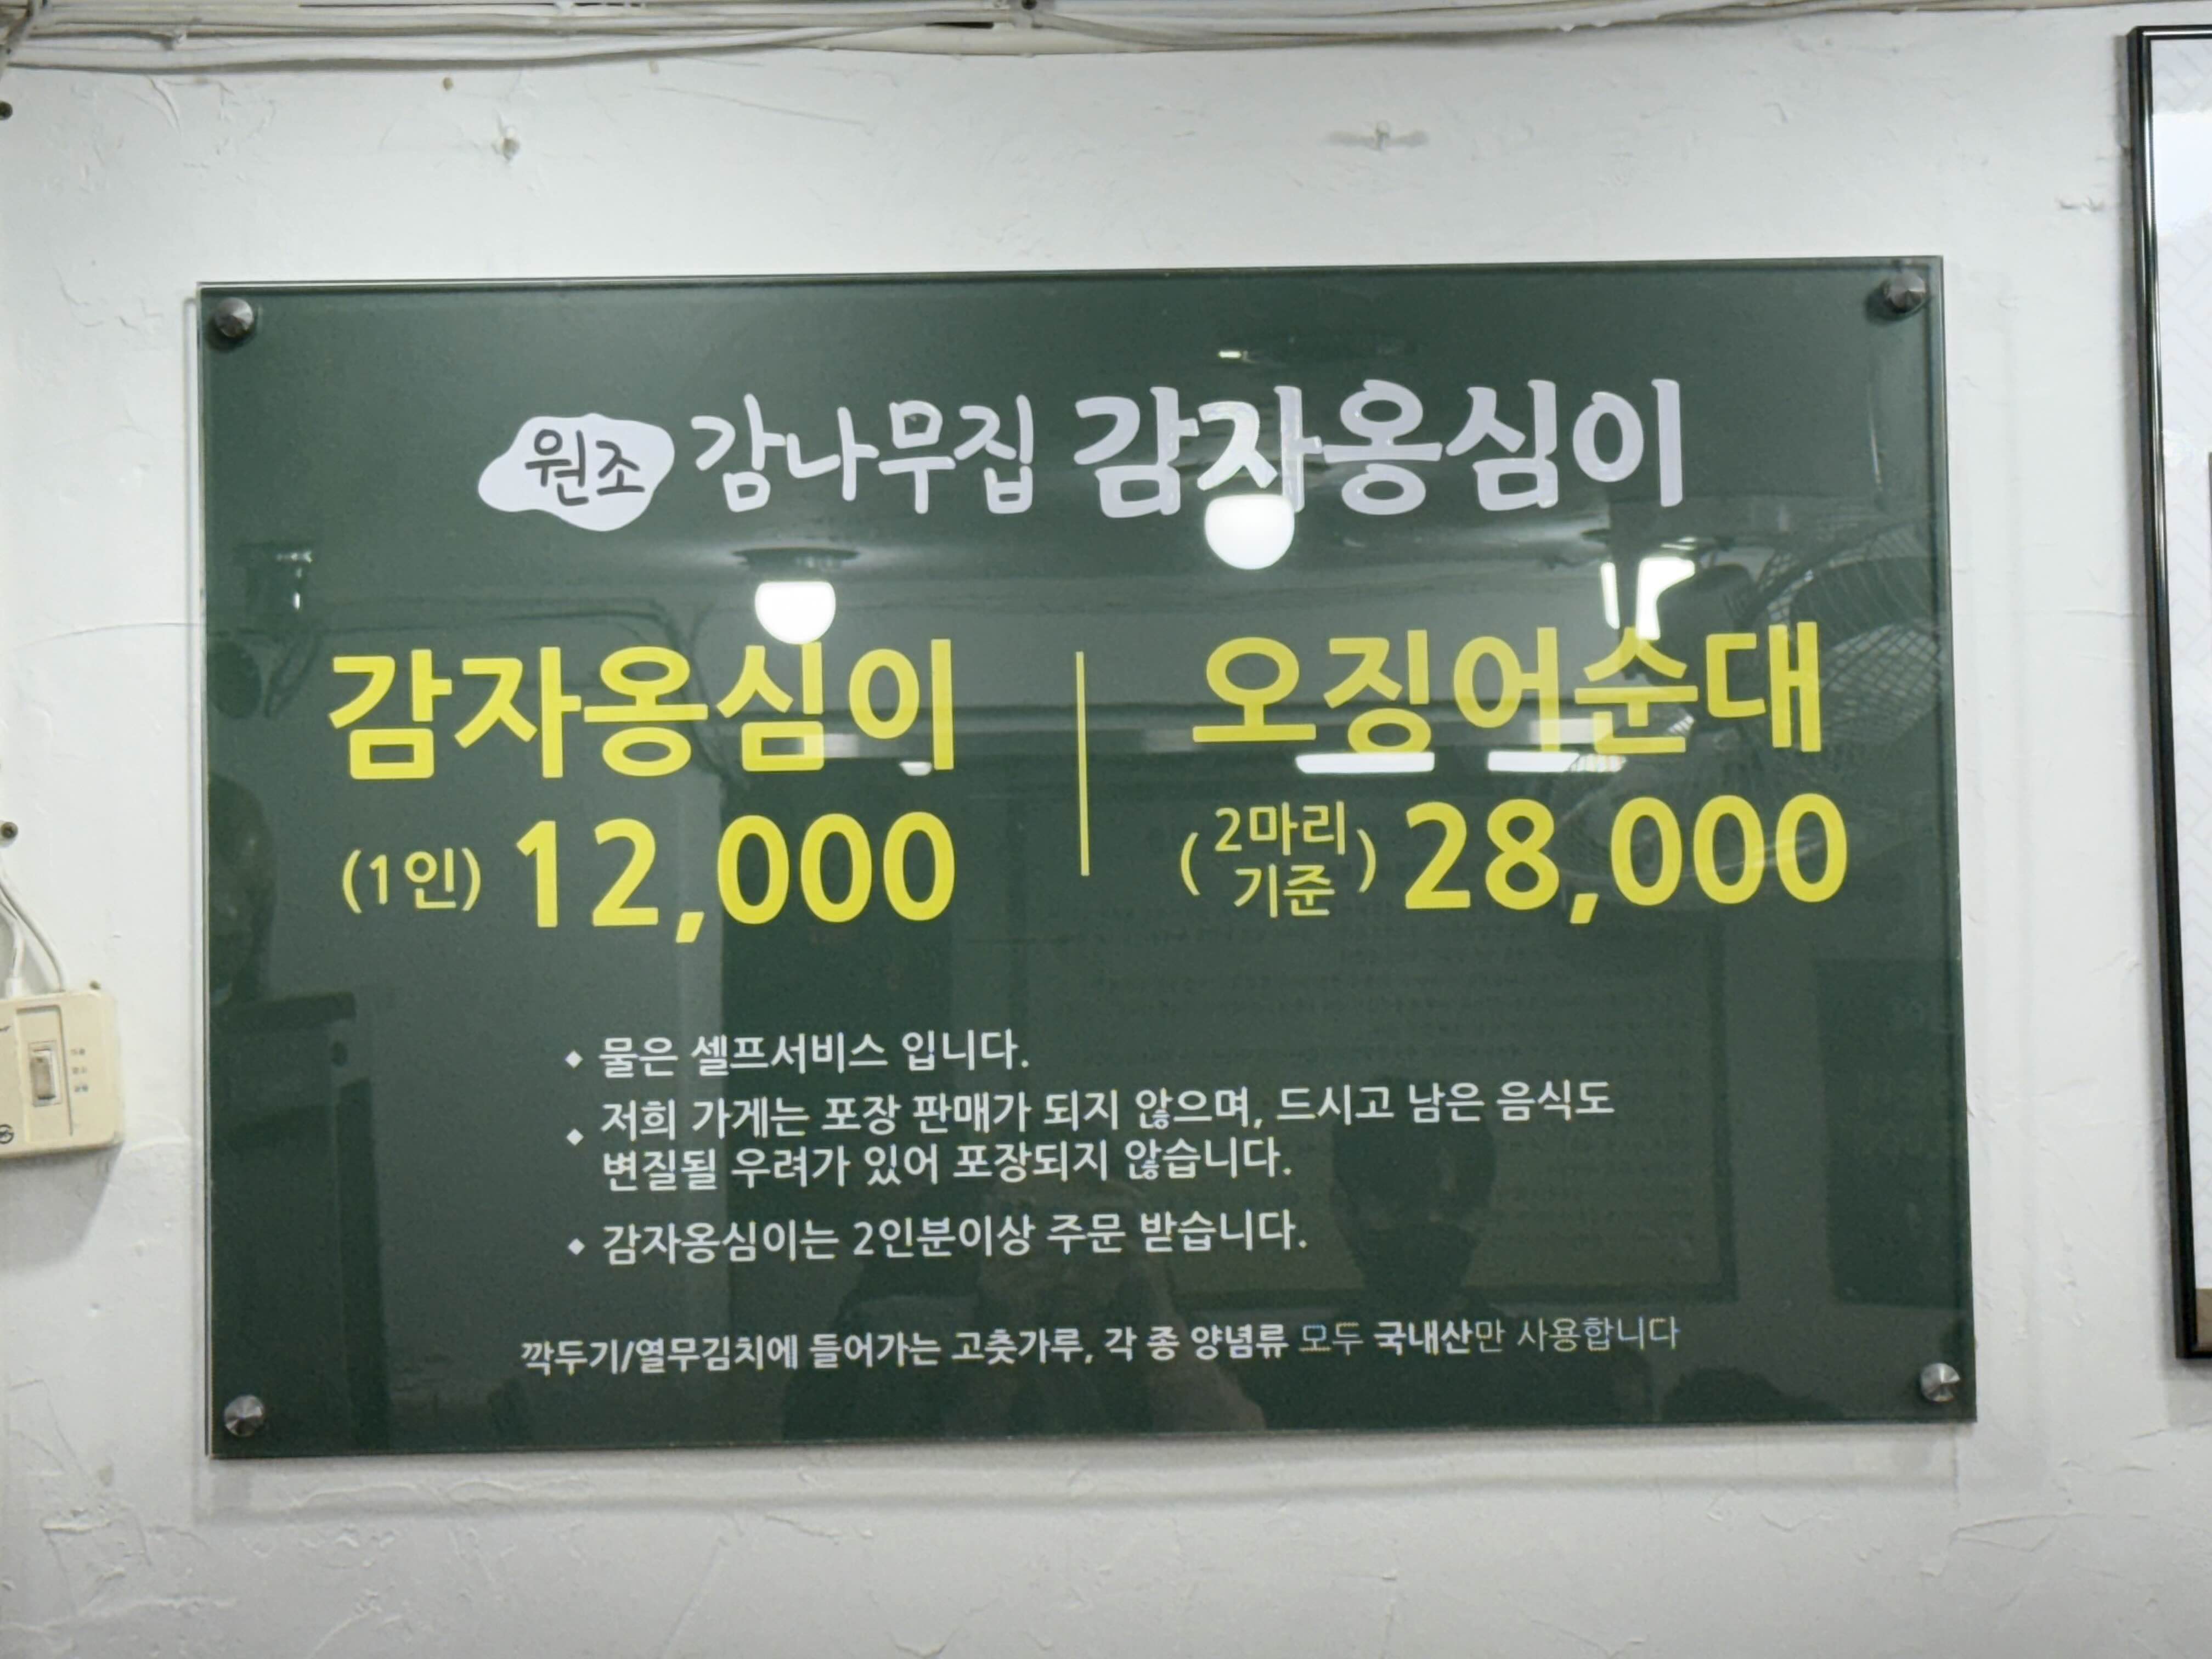 원조 감나무집 감자옹심이
감자옹심이
(1인) 12,000
오징어순대
(2마리 기준) 28,000
◆ 물은 셀프서비스 입니다.
◆ 저희 가게는 포장 판매가 되지 않으며, 드시고 남은 음식도
변질될 우려가 있어 포장되지 않습니다.
◆ 감자옹심이는 2인분이상 주문 받습니다.
깍두기/열무김치에 들어가는 고춧가루, 각 종 양념류 모두 국내산만 사용합니다